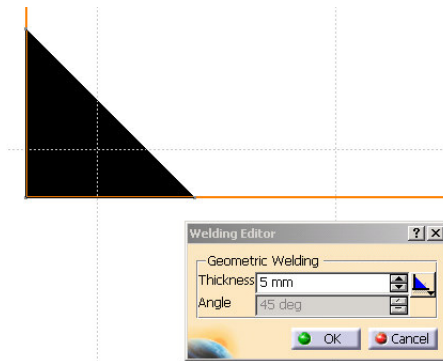 Welding Editor
Geometric Welding
Thickness 5 mm
Angle 45 deg
OK Cancel